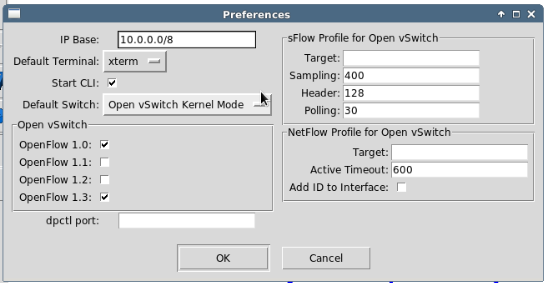 Preferences
IP Base: 10.0.0.0/8
Default Terminal: xterm
Start CLI:
Default Switch: Open vSwitch Kernel Mode
Open vSwitch
OpenFlow 1.0:
OpenFlow 1.1:
OpenFlow 1.2:
OpenFlow 1.3:
dpctl port:
sFlow Profile for Open vSwitch
Target:
Sampling: 400
Header: 128
Polling: 30
NetFlow Profile for Open vSwitch
Target:
Active Timeout: 600
Add ID to Interface:
OK
Cancel